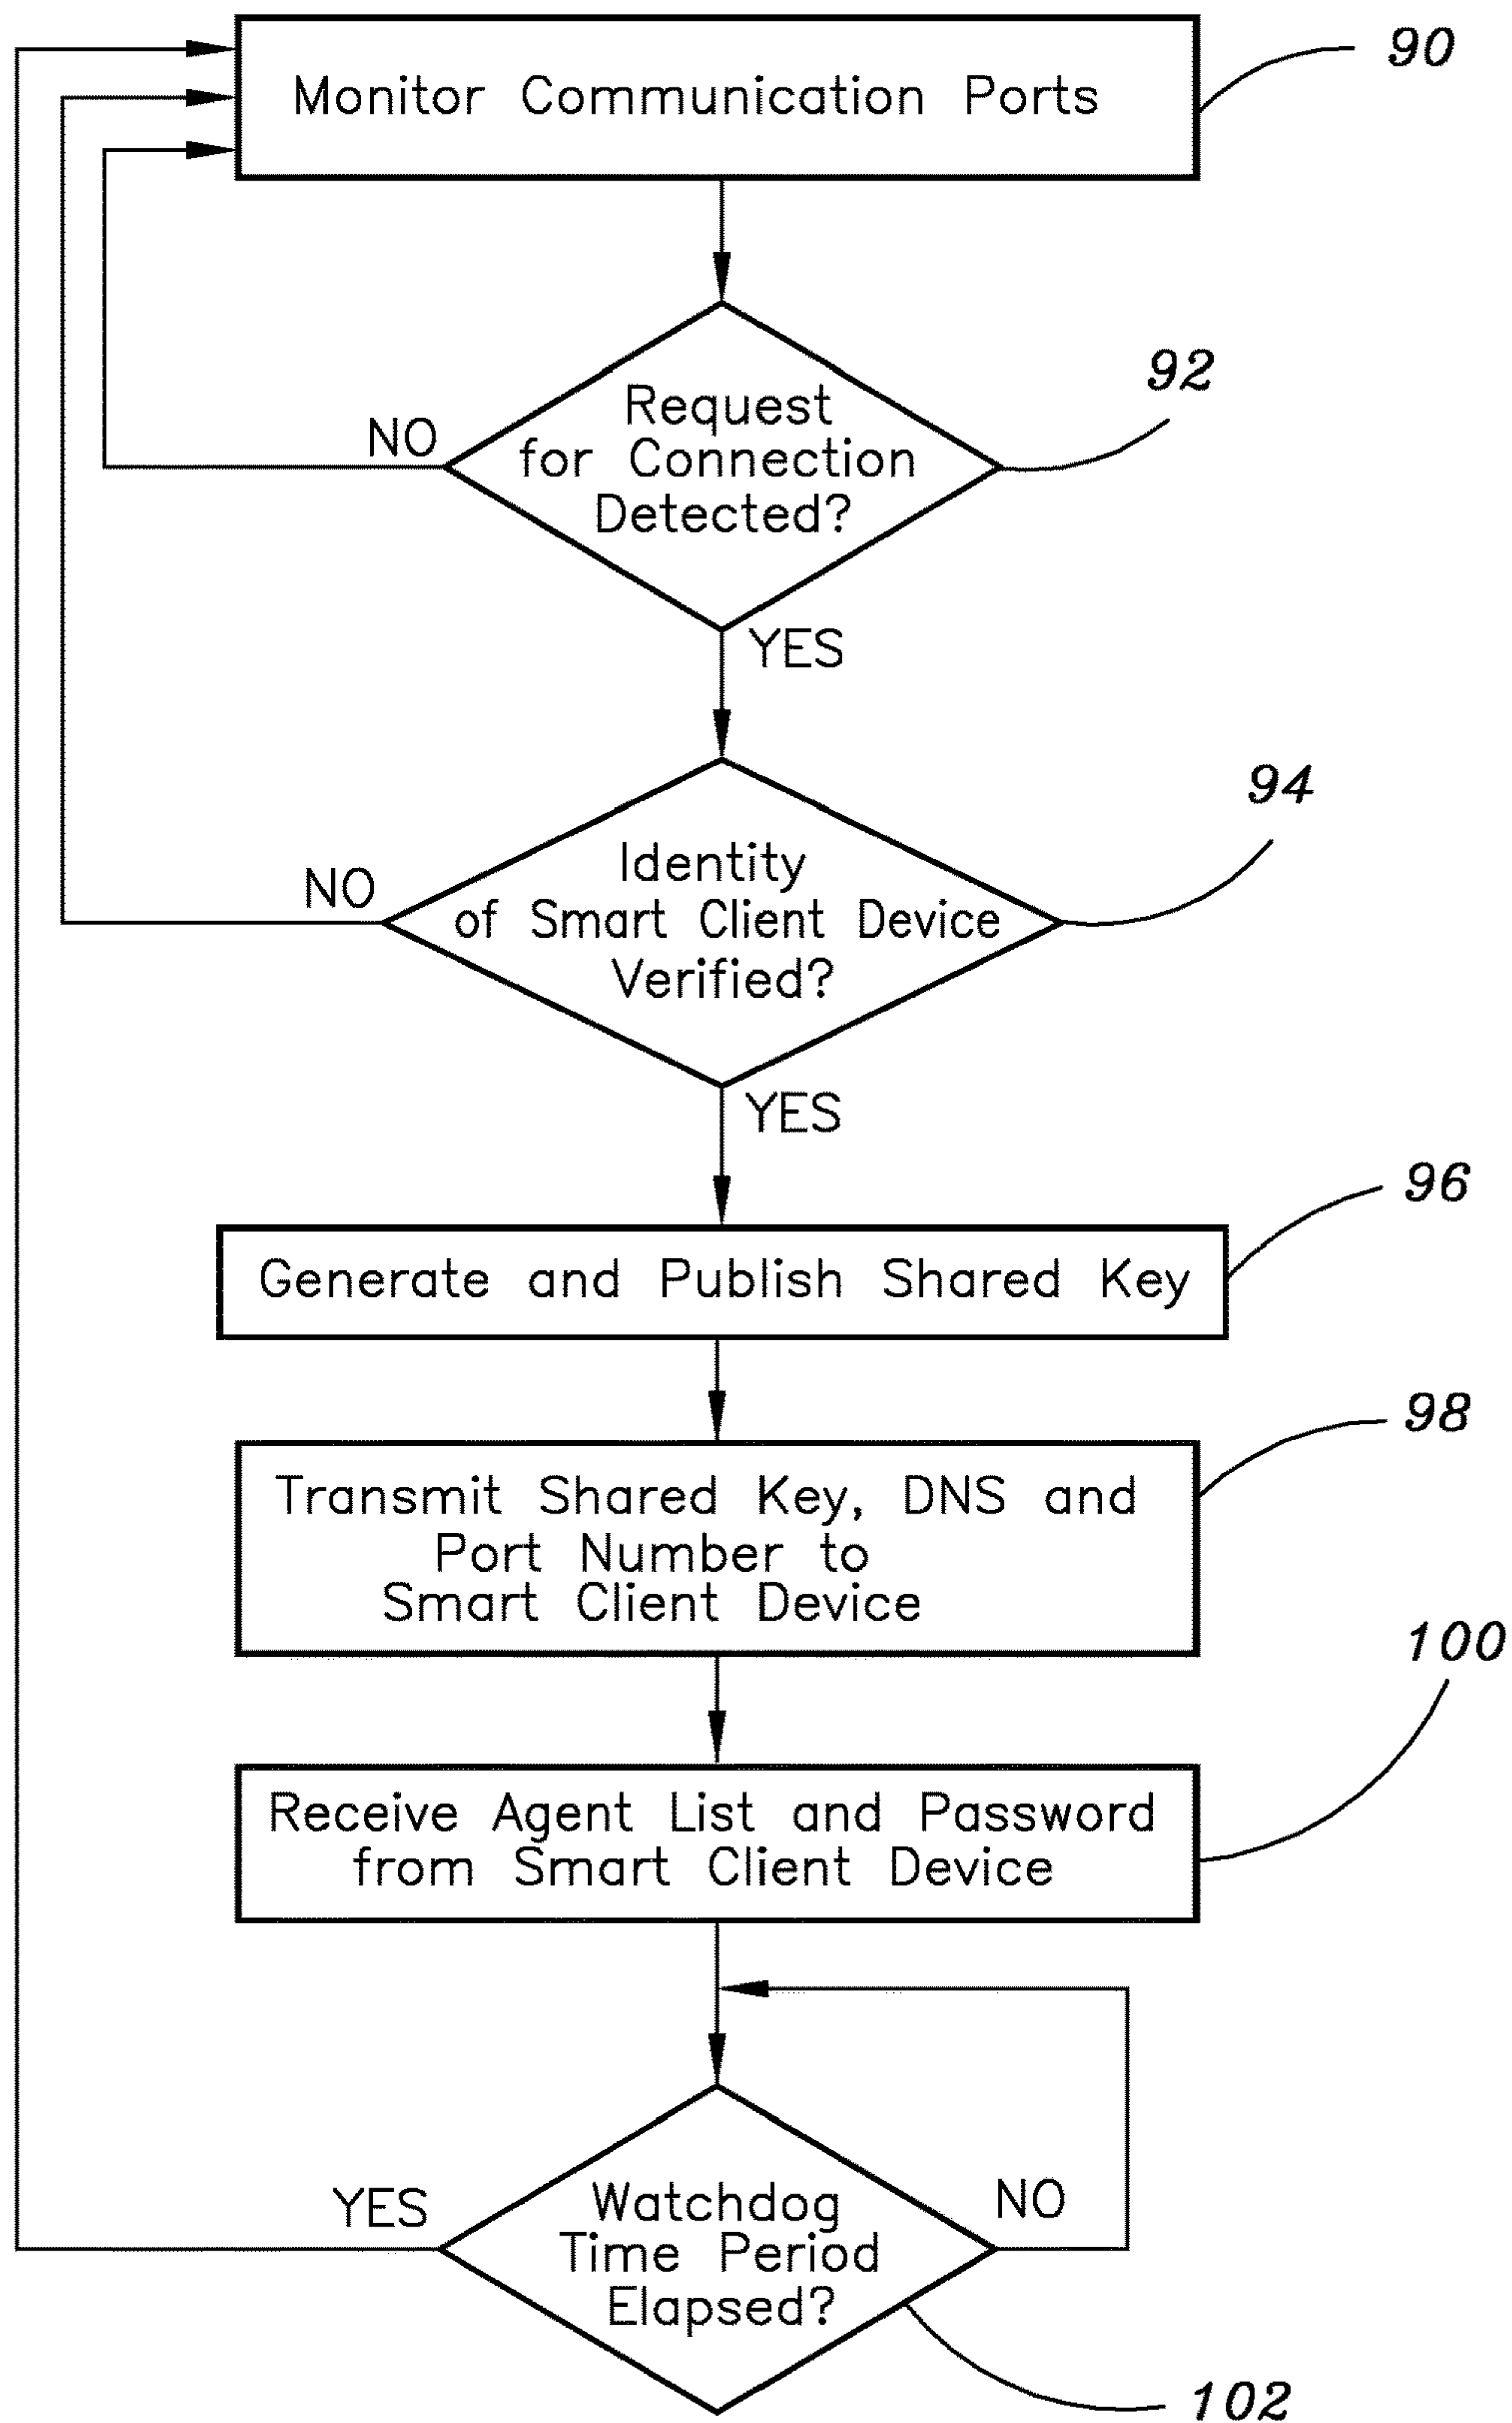 90
Monitor Communication Ports
92
Request
NO
for Connection
Detected?
YES
94
Identity
NO
of Smart Client Device
Verified?
YES
96
Generate and Publish Shared Key
98
Transmit Shared Key, DNS and
Port Number to
Smart Client Device
100
Receive Agent List and Password
from Smart Client Device
YES
Watchdog
NO
Time Period
Elapsed?
102